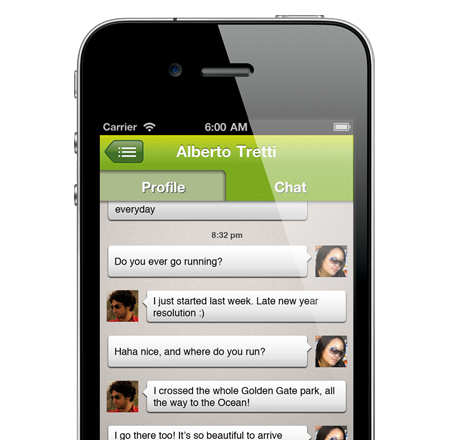 Carrier 6:00 AM
Alberto Tretti
Profile Chat
everyday
8:32 pm
Do you ever go running?
I just started last week. Late new year
resolution :)
Haha nice, and where do you run?
I crossed the whole Golden Gate park, all
the way to the Ocean!
I go there too! It's so beautiful to arrive